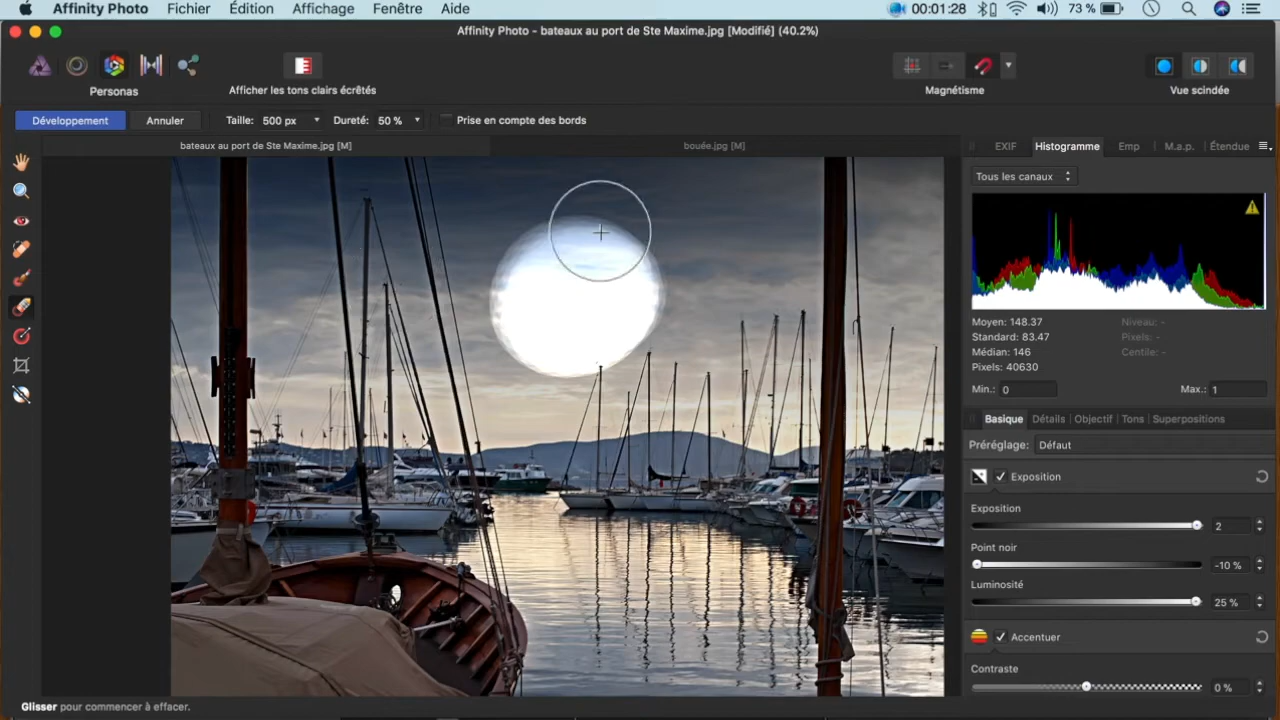 Affinity Photo Fichier Édition Affichage Fenêtre Aide 00:01:28 73 %
Affinity Photo - bateaux au port de Ste Maxime.jpg [Modifié] (40.2%)
Personas
Afficher les tons clairs écrêtés
Magnétisme
Vue scindée
Développement Annuler Taille: 500 px Dureté: 50 % Prise en compte des bords
bateaux au port de Ste Maxime.jpg [M] bouée.jpg [M]
EXIF Histogramme Emp M.a.p. Étendue
Tous les canaux
Moyen: 148.37 Niveau: -
Standard: 83.47 Pixels: -
Médian: 146 Centile: -
Pixels: 40630
Min.: 0 Max.: 1
Basique Détails Objectif Tons Superpositions
Préréglage: Défaut
Exposition
Exposition
2
Point noir
-10 %
Luminosité
25 %
Accentuer
Contraste
0 %
Glisser pour commencer à effacer.